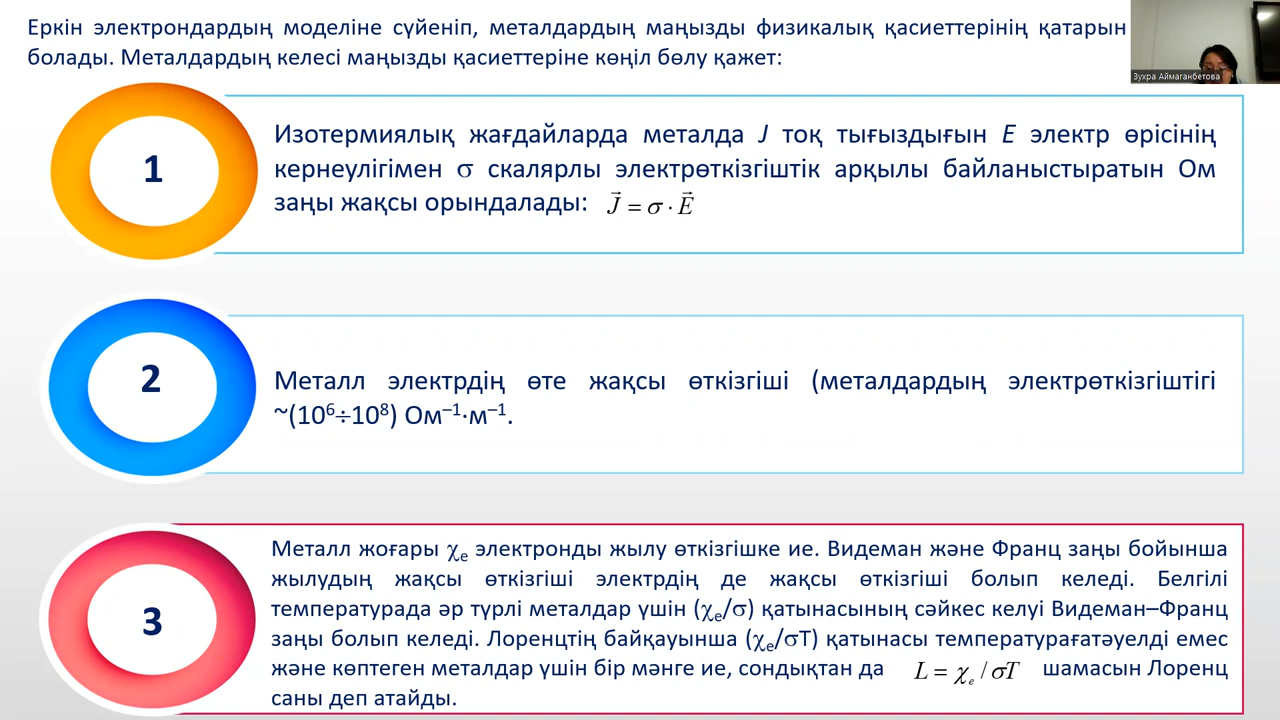 Еркін электрондардың моделіне сүйеніп, металдардың маңызды физикалық қасиеттерінің қатарын
болады. Металдардың келесі маңызды қасиеттеріне көңіл бөлу қажет:
Зухра Аймаганбетова
1
Изотермиялық жағдайларда металда J тоқ тығыздығын E электр өрісінің
кернеулігімен σ скалярлы электрөткізгіштік арқылы байланыстыратын Ом
заңы жақсы орындалады: J⃗ = σ · E⃗
2
Металл электрдің өте жақсы өткізгіші (металдардың электрөткізгіштігі
~(10⁶÷10⁸) Ом⁻¹·м⁻¹.
3
Металл жоғары χₑ электронды жылу өткізгішке ие. Видеман және Франц заңы бойынша
жылудың жақсы өткізгіші электрдің де жақсы өткізгіші болып келеді. Белгілі
температурада әр түрлі металдар үшін (χₑ/σ) қатынасының сәйкес келуі Видеман–Франц
заңы болып келеді. Лоренцтің байқауынша (χₑ/σT) қатынасы температурағатәуелді емес
және көптеген металдар үшін бір мәнге ие, сондықтан да L = χₑ / σT шамасын Лоренц
саны деп атайды.